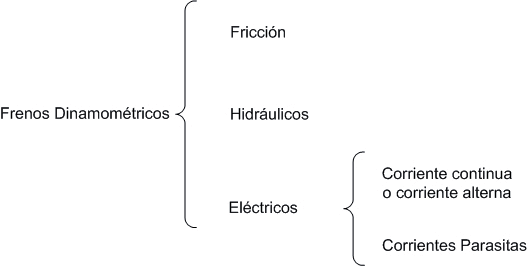 Fricción
Frenos Dinamométricos
Hidráulicos
Eléctricos
Corriente continua
o corriente alterna
Corrientes Parasitas